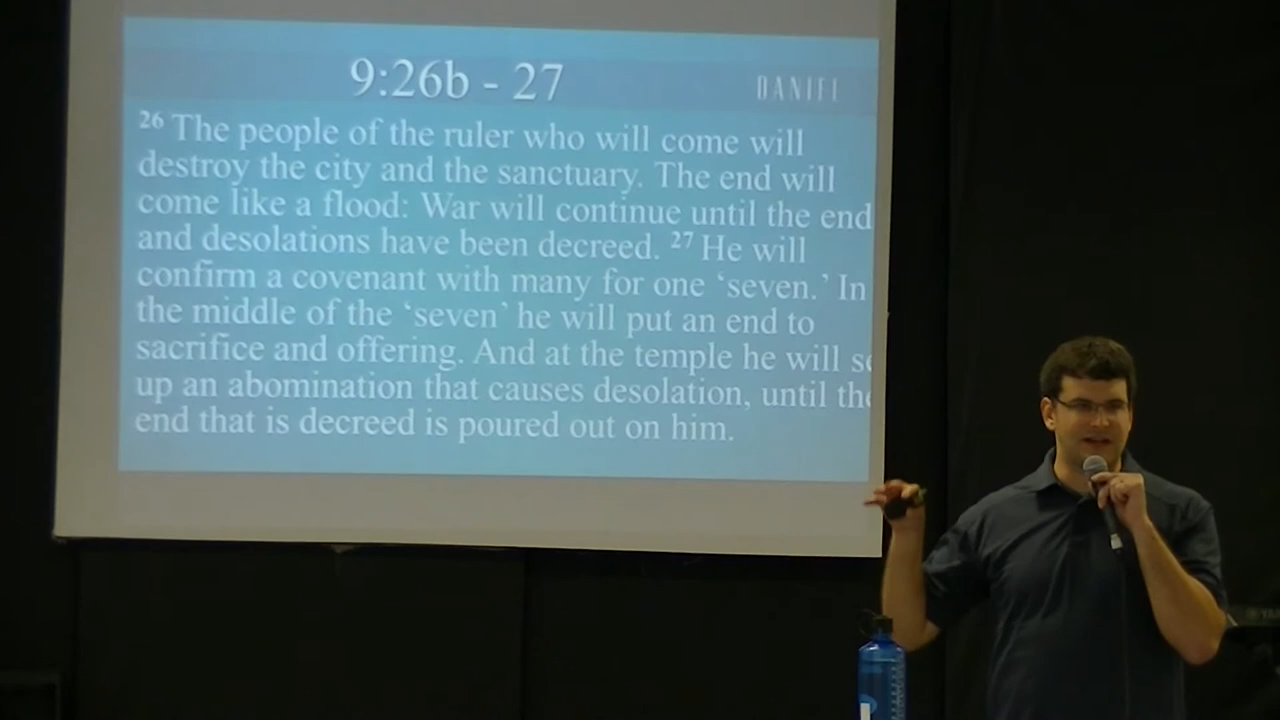 9:26b - 27
DANIEL
26 The people of the ruler who will come will
destroy the city and the sanctuary. The end will
come like a flood: War will continue until the end
and desolations have been decreed. 27 He will
confirm a covenant with many for one ‘seven.’ In
the middle of the ‘seven’ he will put an end to
sacrifice and offering. And at the temple he will se
up an abomination that causes desolation, until the
end that is decreed is poured out on him.